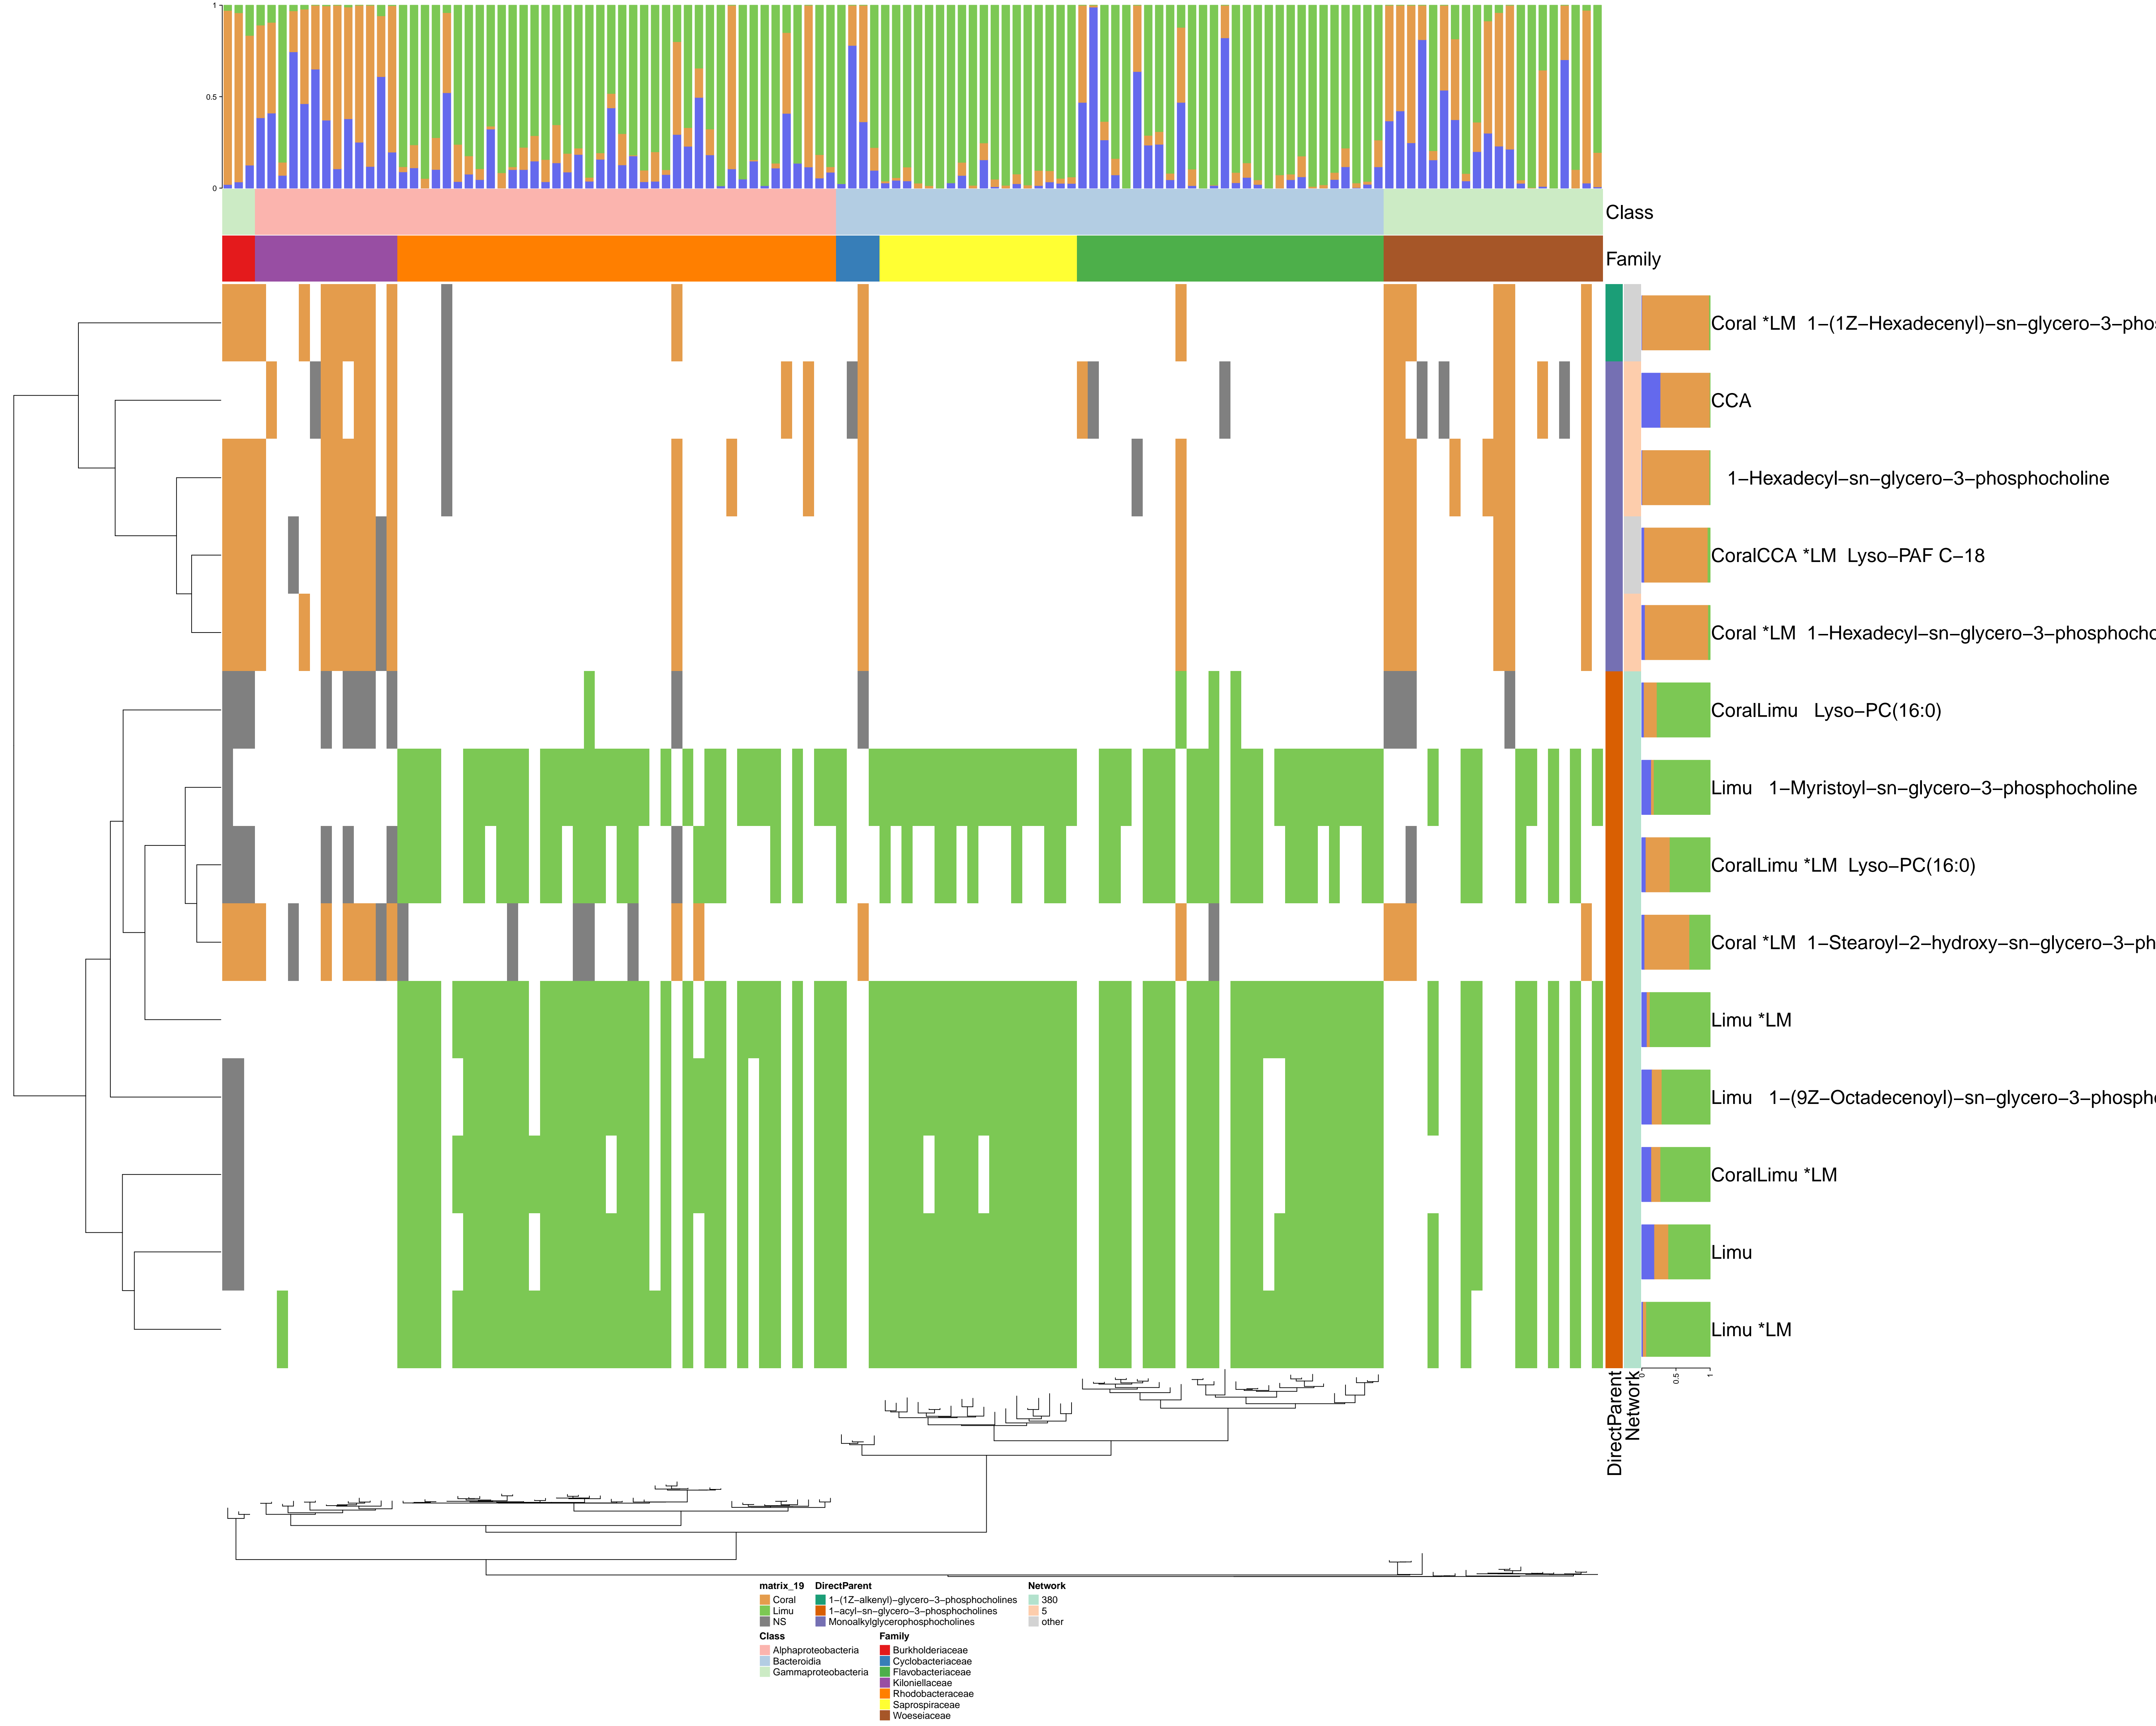 1
0.5
0
Class
Family
Coral *LM 1−(1Z−Hexadecenyl)−sn−glycero−3−pho
CCA
1−Hexadecyl−sn−glycero−3−phosphocholine
CoralCCA *LM Lyso−PAF C−18
Coral *LM 1−Hexadecyl−sn−glycero−3−phosphocho
CoralLimu Lyso−PC(16:0)
Limu 1−Myristoyl−sn−glycero−3−phosphocholine
CoralLimu *LM Lyso−PC(16:0)
Coral *LM 1−Stearoyl−2−hydroxy−sn−glycero−3−ph
Limu *LM
Limu 1−(9Z−Octadecenoyl)−sn−glycero−3−phosph
CoralLimu *LM
Limu
Limu *LM
0 0.5 1
DirectParent
Network
matrix_19 DirectParent Network
Coral 1−(1Z−alkenyl)−glycero−3−phosphocholines 380
Limu 1−acyl−sn−glycero−3−phosphocholines 5
NS Monoalkylglycerophosphocholines other
Class Family
Alphaproteobacteria Burkholderiaceae
Bacteroidia Cyclobacteriaceae
Gammaproteobacteria Flavobacteriaceae
Kiloniellaceae
Rhodobacteraceae
Saprospiraceae
Woeseiaceae